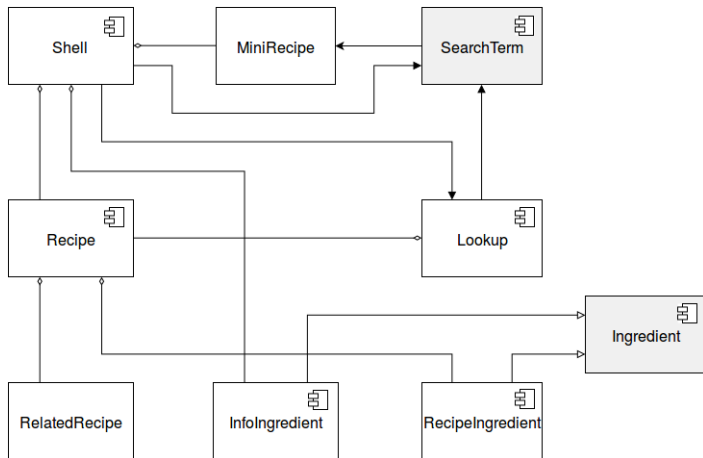 Shell
MiniRecipe
SearchTerm
Recipe
Lookup
Ingredient
RelatedRecipe
InfoIngredient
RecipeIngredient